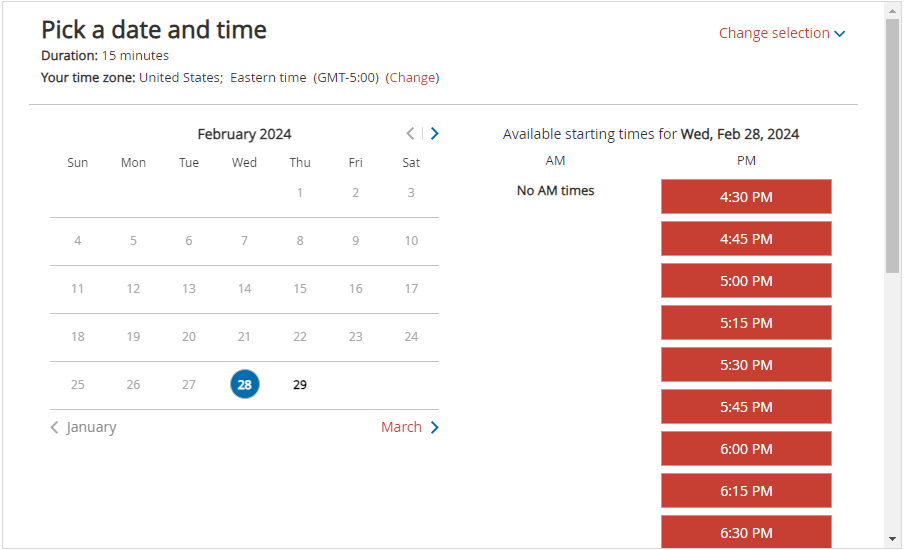 Pick a date and time
Change selection
Duration: 15 minutes
Your time zone: United States; Eastern time (GMT-5:00) (Change)
February 2024
Sun Mon Tue Wed Thu Fri Sat
1 2 3
4 5 6 7 8 9 10
11 12 13 14 15 16 17
18 19 20 21 22 23 24
25 26 27 28 29
January
March
Available starting times for Wed, Feb 28, 2024
AM PM
No AM times
4:30 PM
4:45 PM
5:00 PM
5:15 PM
5:30 PM
5:45 PM
6:00 PM
6:15 PM
6:30 PM